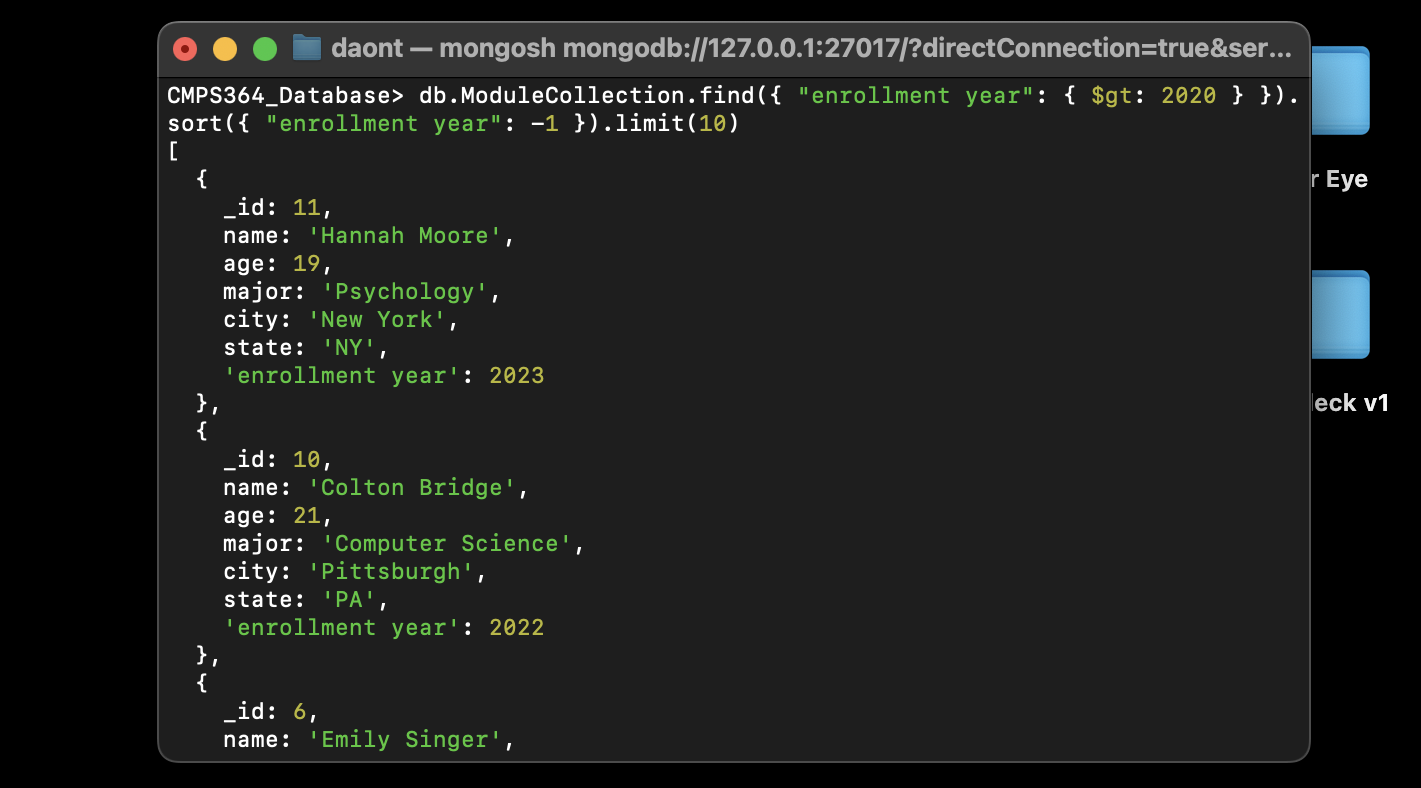 daont — mongosh mongodb://127.0.0.1:27017/?directConnection=true&ser...
CMPS364_Database> db.ModuleCollection.find({ "enrollment year": { $gt: 2020 } }).
sort({ "enrollment year": -1 }).limit(10)
[
  {
    _id: 11,
    name: 'Hannah Moore',
    age: 19,
    major: 'Psychology',
    city: 'New York',
    state: 'NY',
    'enrollment year': 2023
  },
  {
    _id: 10,
    name: 'Colton Bridge',
    age: 21,
    major: 'Computer Science',
    city: 'Pittsburgh',
    state: 'PA',
    'enrollment year': 2022
  },
  {
    _id: 6,
    name: 'Emily Singer',
r Eye
eck v1